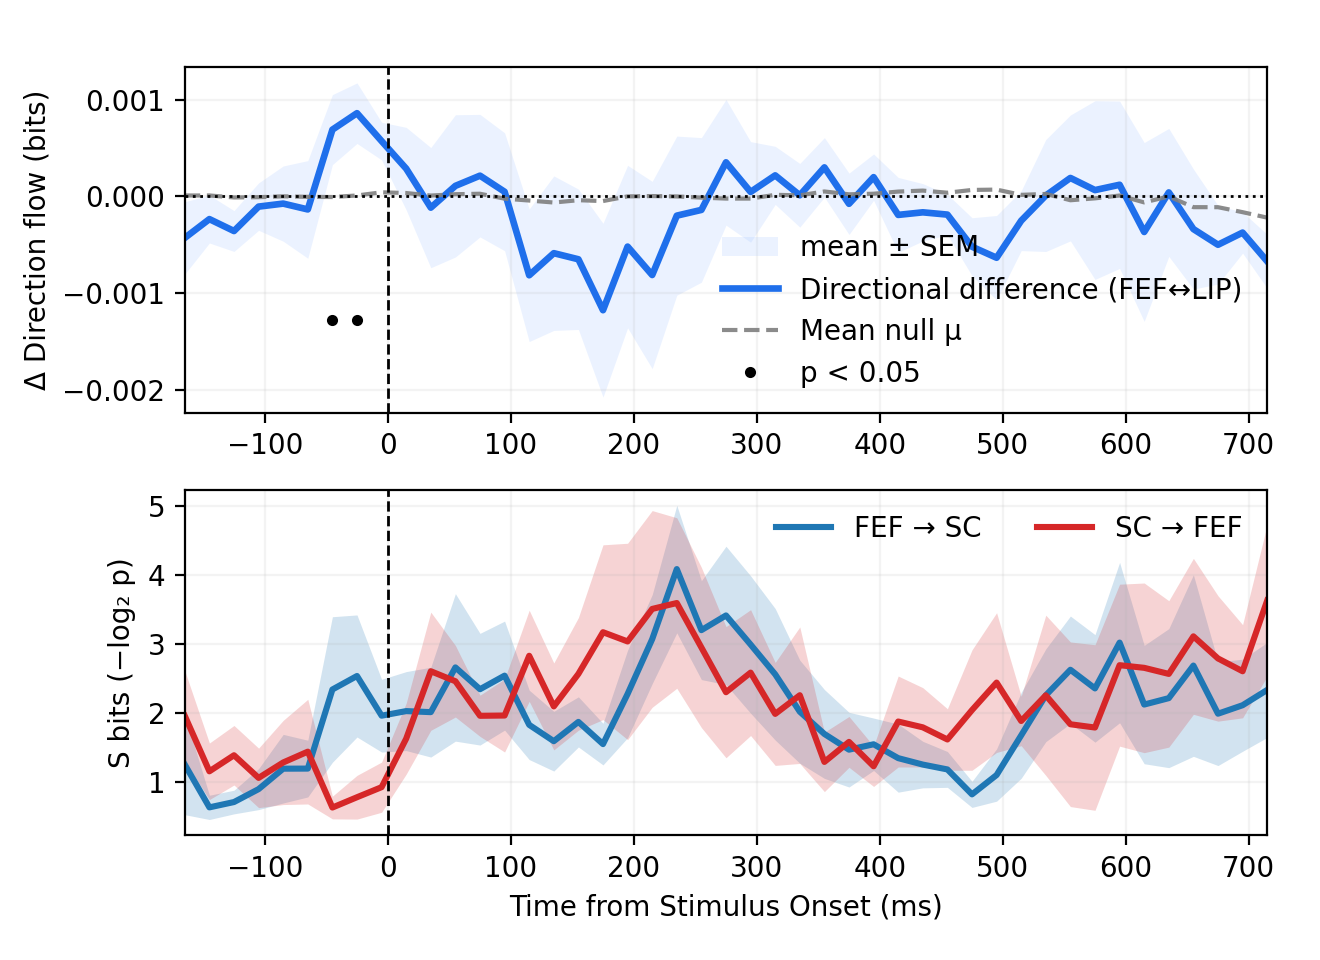 Δ Direction flow (bits)
0.001
0.000
−0.001
−0.002
mean ± SEM
Directional difference (FEF↔LIP)
Mean null μ
p < 0.05
−100 0 100 200 300 400 500 600 700
S bits (−log₂ p)
5
4
3
2
1
FEF → SC SC → FEF
−100 0 100 200 300 400 500 600 700
Time from Stimulus Onset (ms)